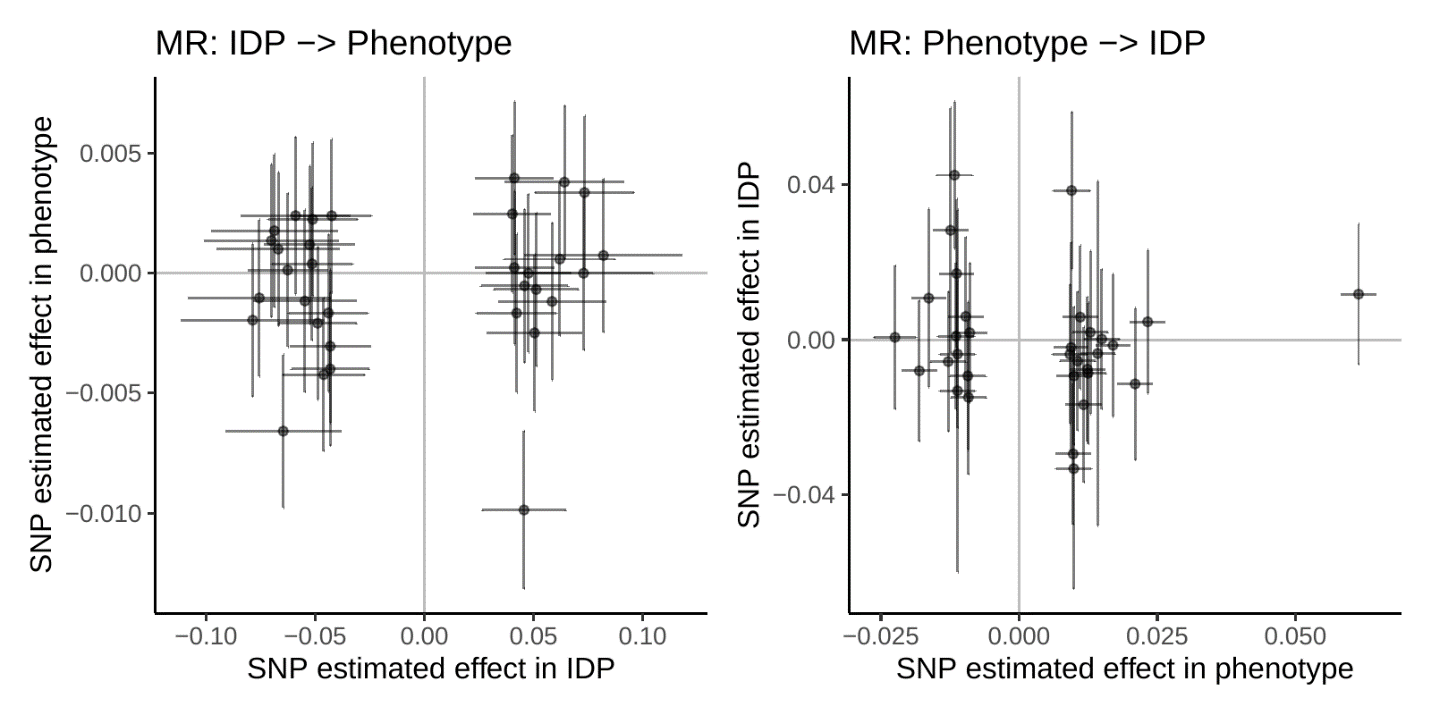 MR: IDP −> Phenotype
SNP estimated effect in phenotype
0.005
0.000
−0.005
−0.010
−0.10 −0.05 0.00 0.05 0.10
SNP estimated effect in IDP
MR: Phenotype −> IDP
SNP estimated effect in IDP
0.04
0.00
−0.04
−0.025 0.000 0.025 0.050
SNP estimated effect in phenotype